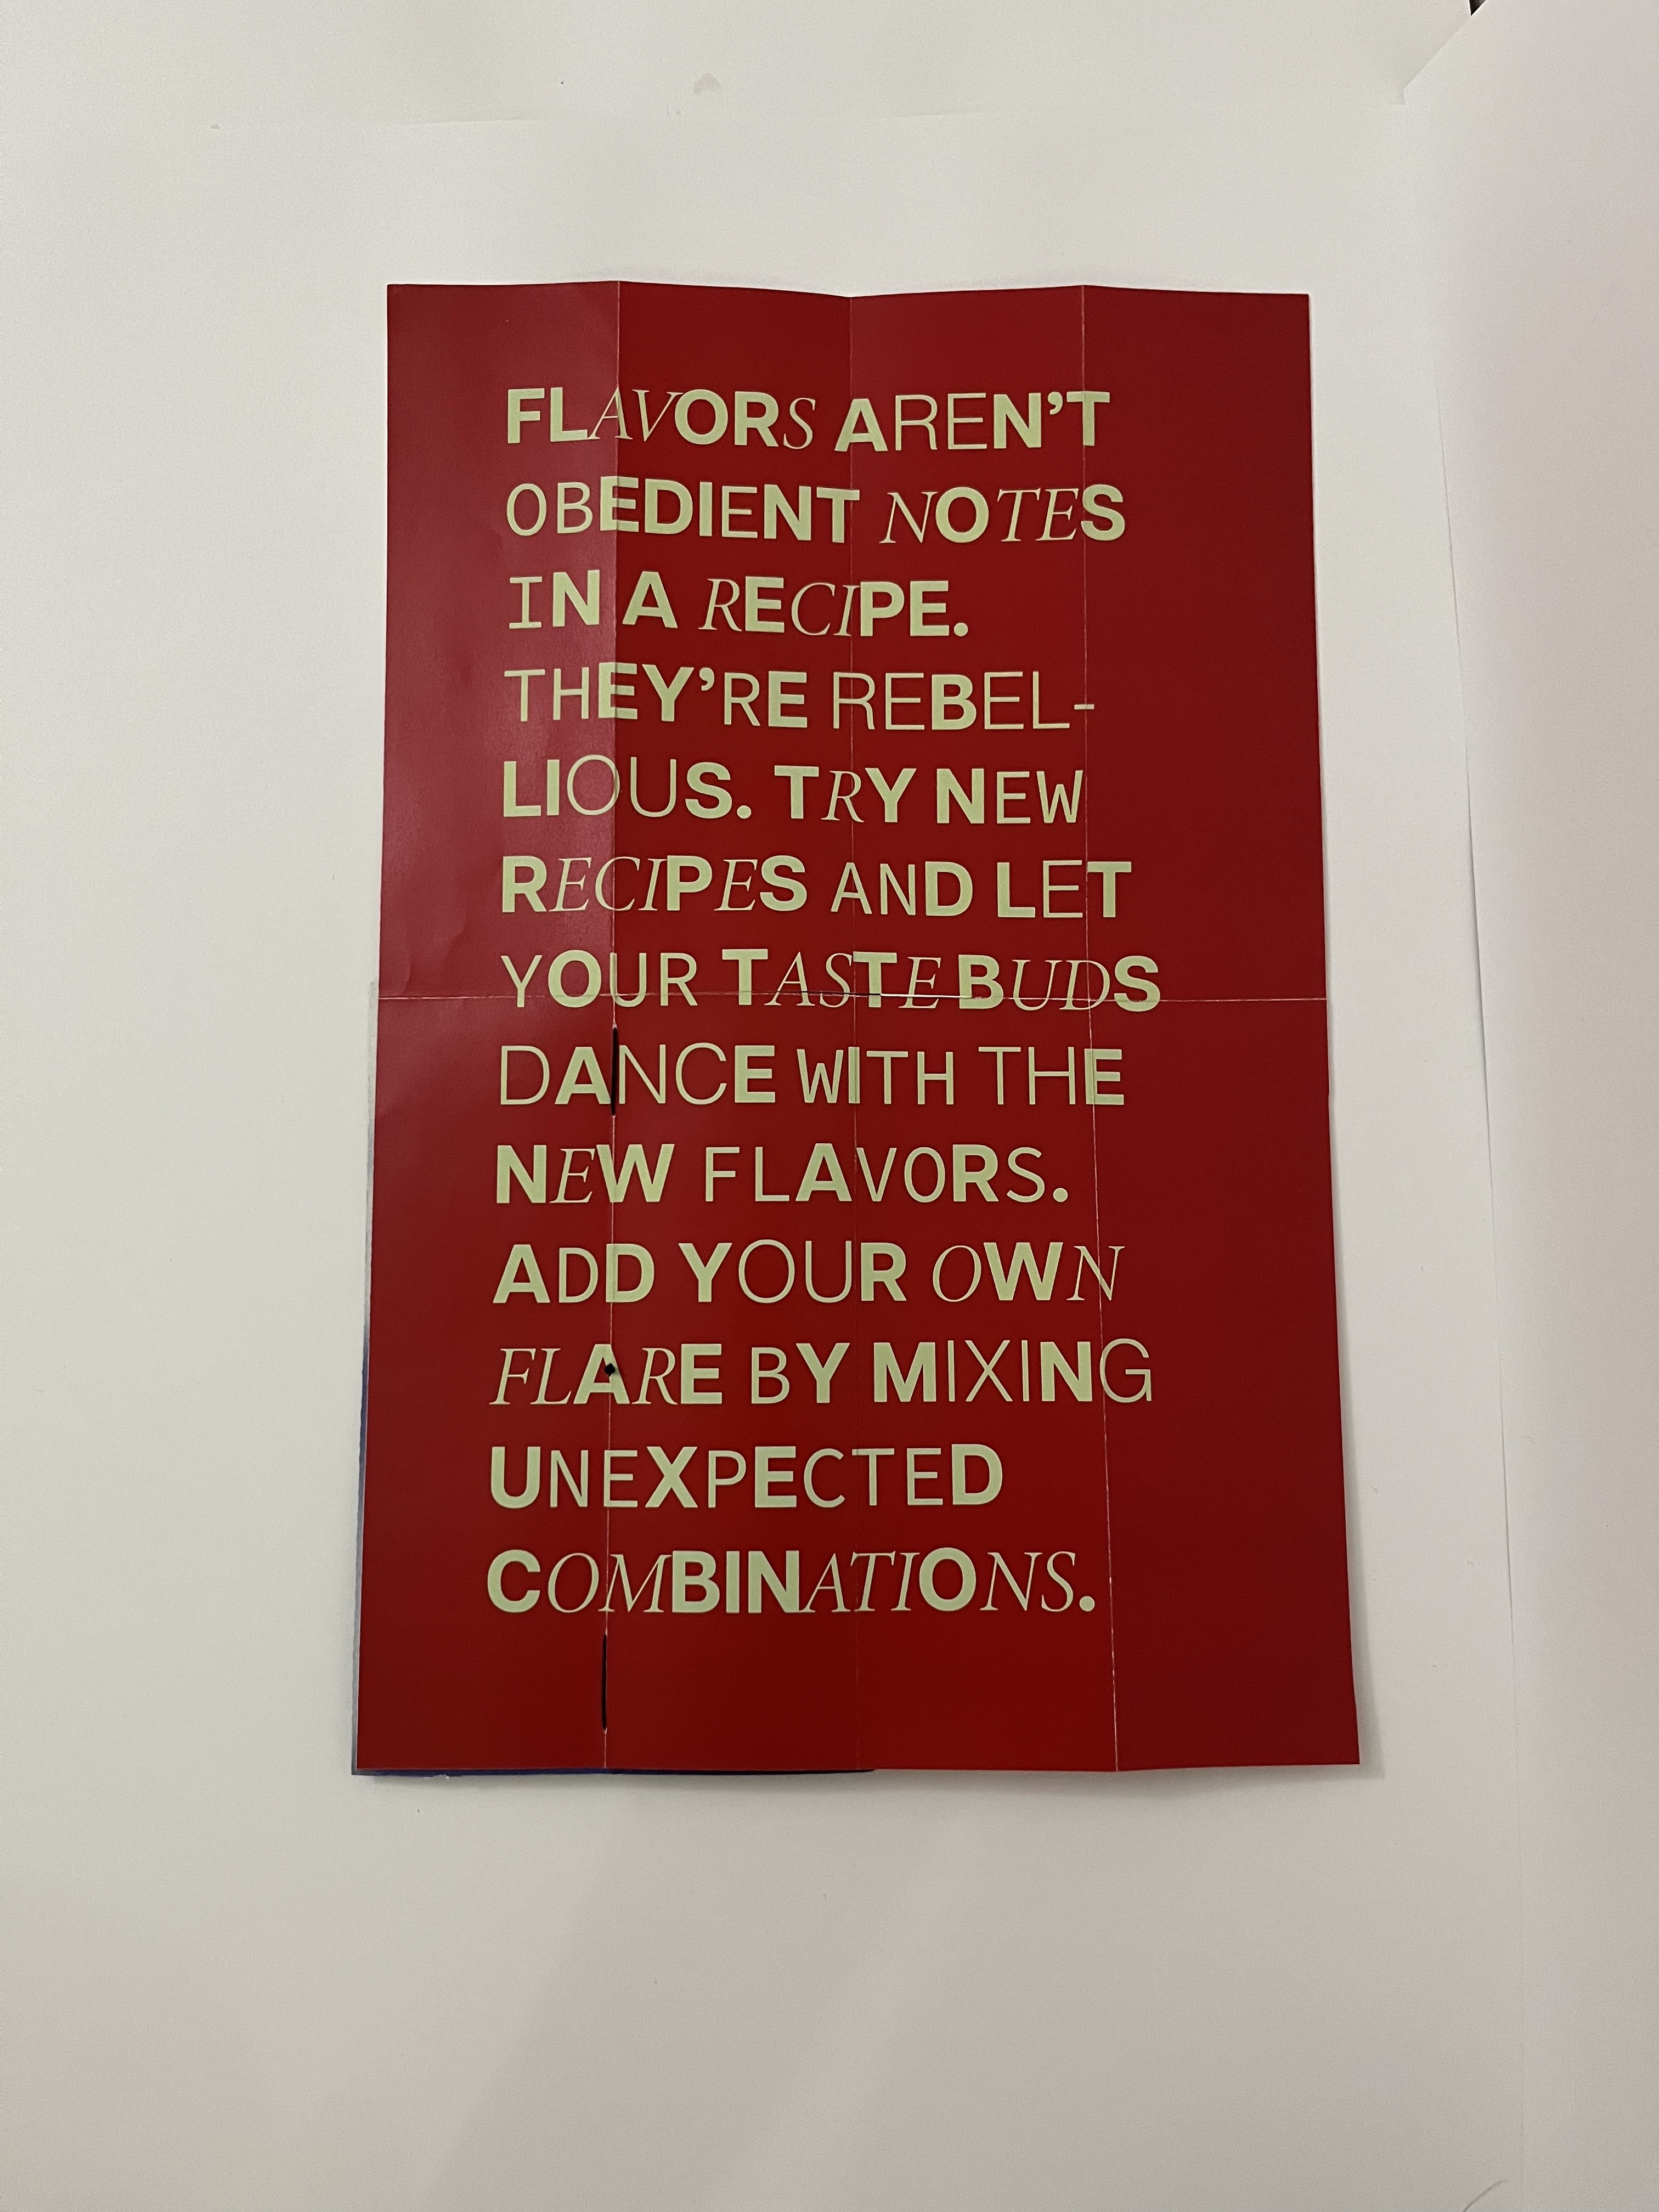 FLAVORS AREN'T
OBEDIENT NOTES
IN A RECIPE.
THEY'RE REBEL-
LIOUS. TRY NEW
RECIPES AND LET
YOUR TASTE BUDS
DANCE WITH THE
NEW FLAVORS.
ADD YOUR OWN
FLARE BY MIXING
UNEXPECTED
COMBINATIONS.